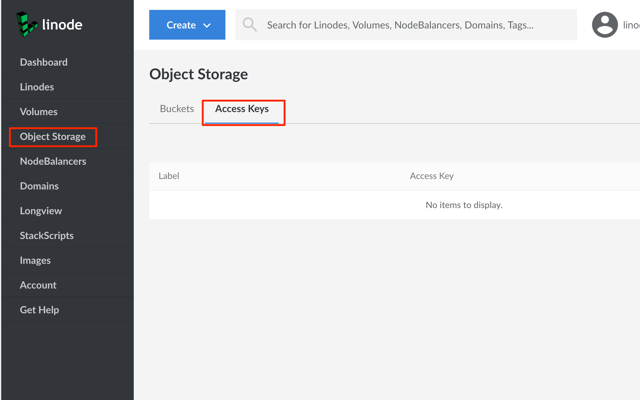 linode
Create
Search for Linodes, Volumes, NodeBalancers, Domains, Tags...
lino
Dashboard
Linodes
Volumes
Object Storage
NodeBalancers
Domains
Longview
StackScripts
Images
Account
Get Help
Object Storage
Buckets Access Keys
Label Access Key
No items to display.